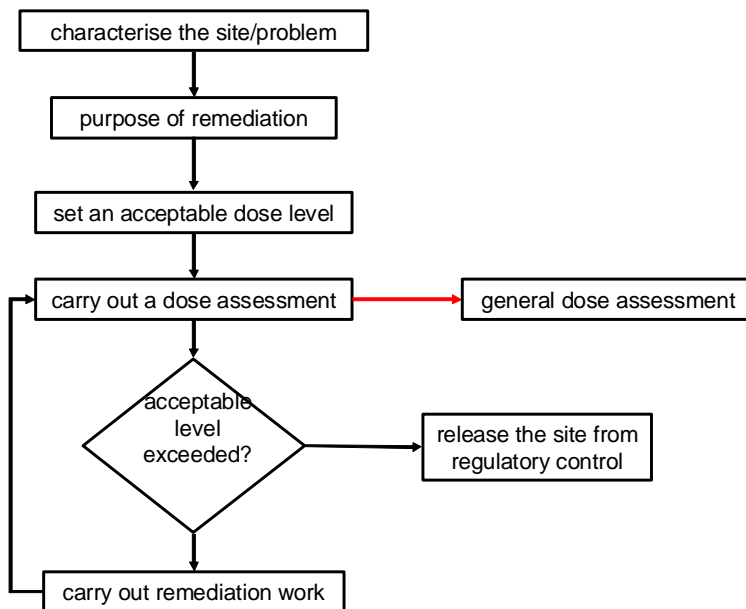 characterise the site/problem
purpose of remediation
set an acceptable dose level
carry out a dose assessment
general dose assessment
acceptable
level
exceeded?
release the site from
regulatory control
carry out remediation work